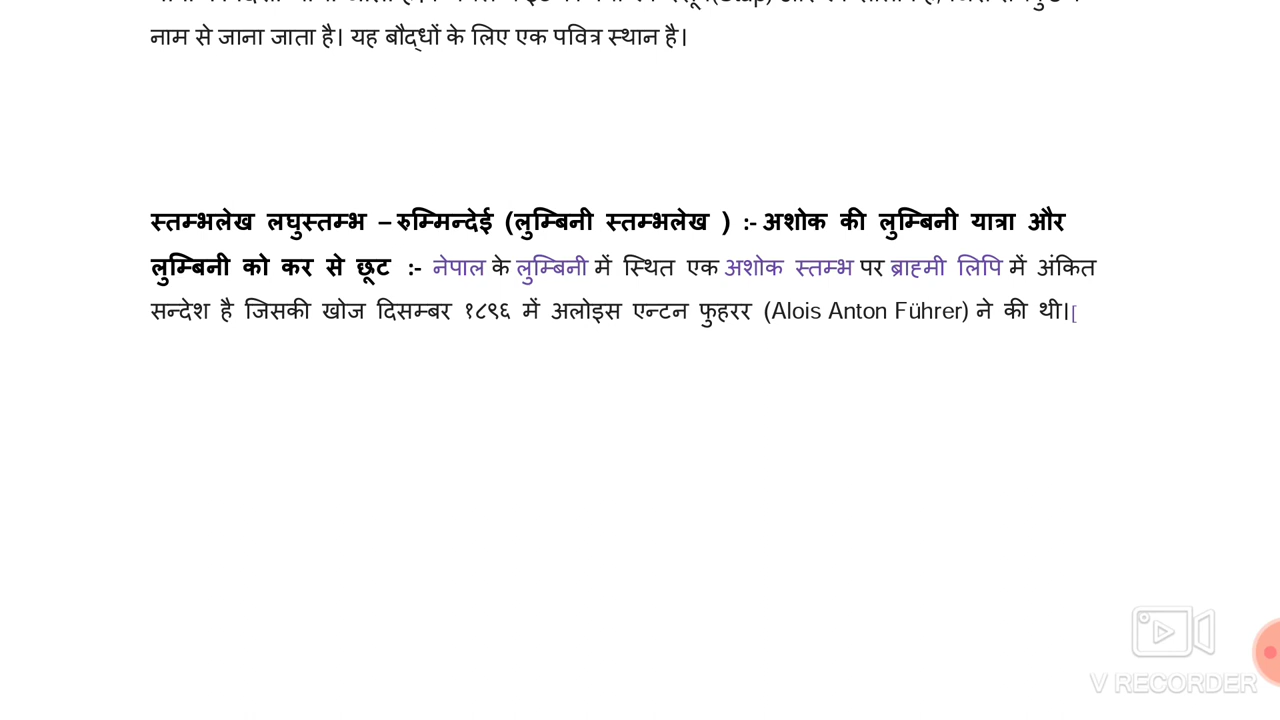 नाम से जाना जाता है। यह बौद्धों के लिए एक पवित्र स्थान है।
स्तम्भलेख लघुस्तम्भ – रुम्मिन्देई (लुम्बिनी स्तम्भलेख ) :- अशोक की लुम्बिनी यात्रा और
लुम्बिनी को कर से छूट :- नेपाल के लुम्बिनी में स्थित एक अशोक स्तम्भ पर ब्राह्मी लिपि में अंकित
सन्देश है जिसकी खोज दिसम्बर १८९६ में अलोइस एन्टन फुहरर (Alois Anton Führer) ने की थी।[
V RECORDER